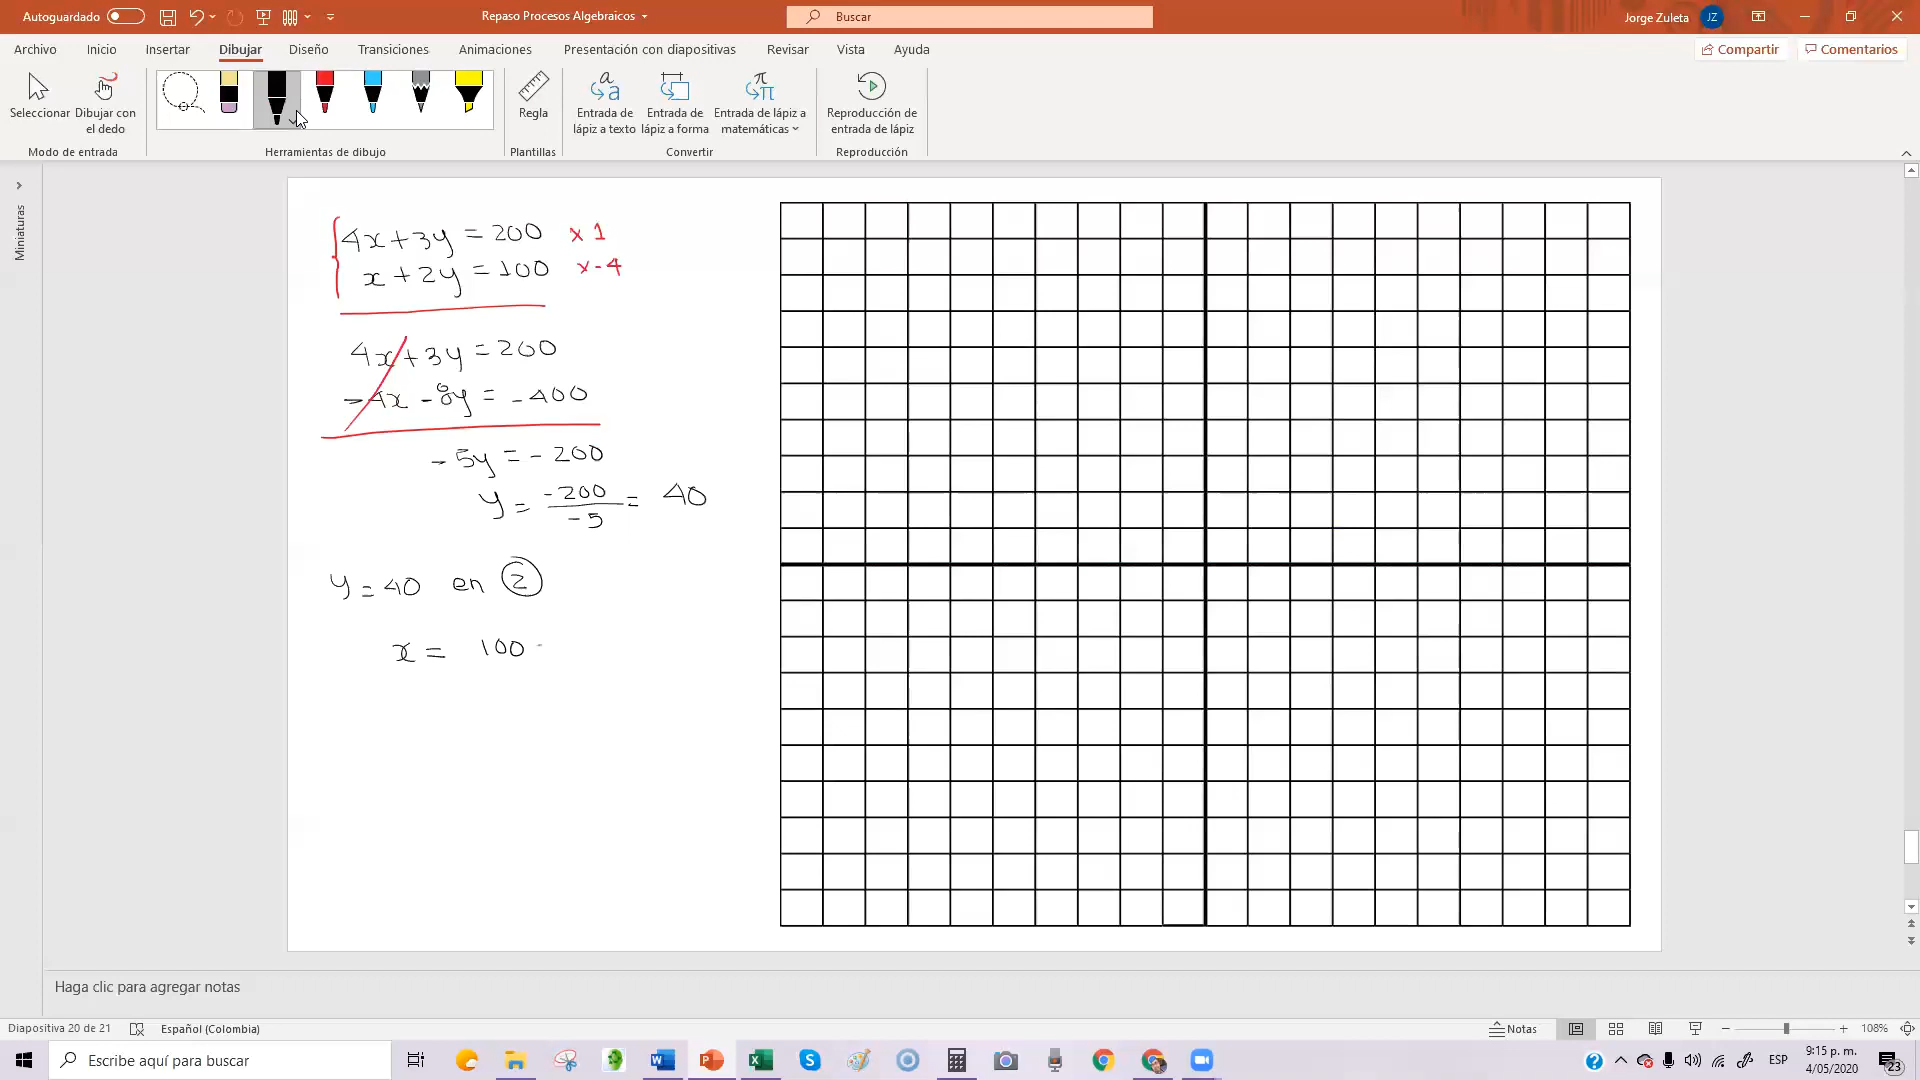 Autoguardado
Repaso Procesos Algebraicos
Buscar
Jorge Zuleta
JZ
Archivo
Inicio
Insertar
Dibujar
Diseño
Transiciones
Animaciones
Presentación con diapositivas
Revisar
Vista
Ayuda
Compartir
Comentarios
Seleccionar
Dibujar con
el dedo
Regla
Entrada de
lápiz a texto
Entrada de
lápiz a forma
Entrada de lápiz a
matemáticas
Reproducción de
entrada de lápiz
Modo de entrada
Herramientas de dibujo
Plantillas
Convertir
Reproducción
Miniaturas
4x+3y=200 x 1
x+2y=100 x-4
4x+3y=200
-4x-8y=-400
-5y=-200
y=-200/-5=40
y=40 en 2
x= 100 -
Haga clic para agregar notas
Diapositiva 20 de 21
Español (Colombia)
Notas
108%
Escribe aquí para buscar
ESP
9:15 p. m.
4/05/2020
23